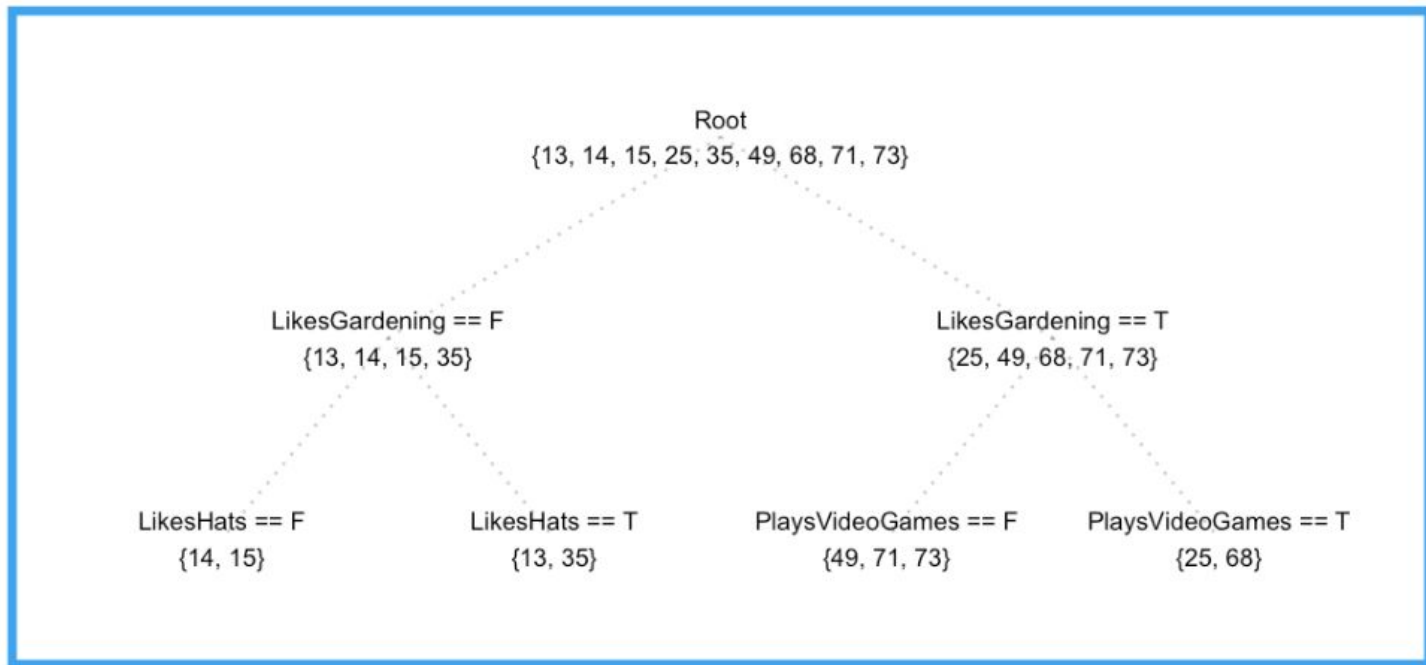 Root
{13, 14, 15, 25, 35, 49, 68, 71, 73}
LikesGardening == F
{13, 14, 15, 35}
LikesGardening == T
{25, 49, 68, 71, 73}
LikesHats == F
{14, 15}
LikesHats == T
{13, 35}
PlaysVideoGames == F
{49, 71, 73}
PlaysVideoGames == T
{25, 68}